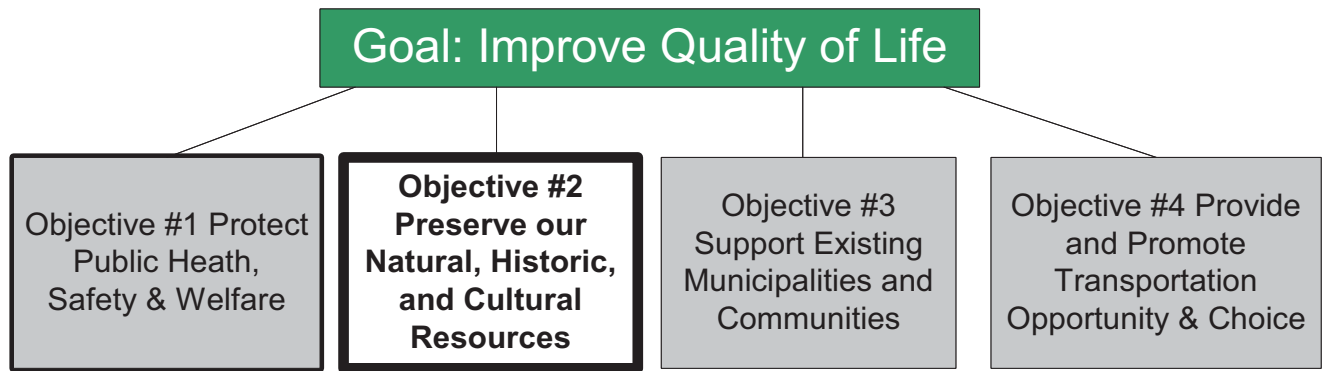 Goal: Improve Quality of Life
Objective #1 Protect
Public Heath,
Safety & Welfare
Objective #2
Preserve our
Natural, Historic,
and Cultural
Resources
Objective #3
Support Existing
Municipalities and
Communities
Objective #4 Provide
and Promote
Transportation
Opportunity & Choice